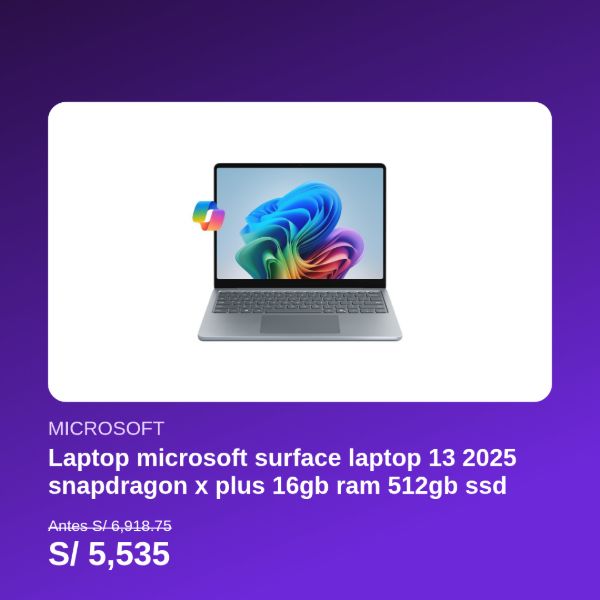 MICROSOFT
Laptop microsoft surface laptop 13 2025
snapdragon x plus 16gb ram 512gb ssd
Antes S/ 6,918.75
S/ 5,535